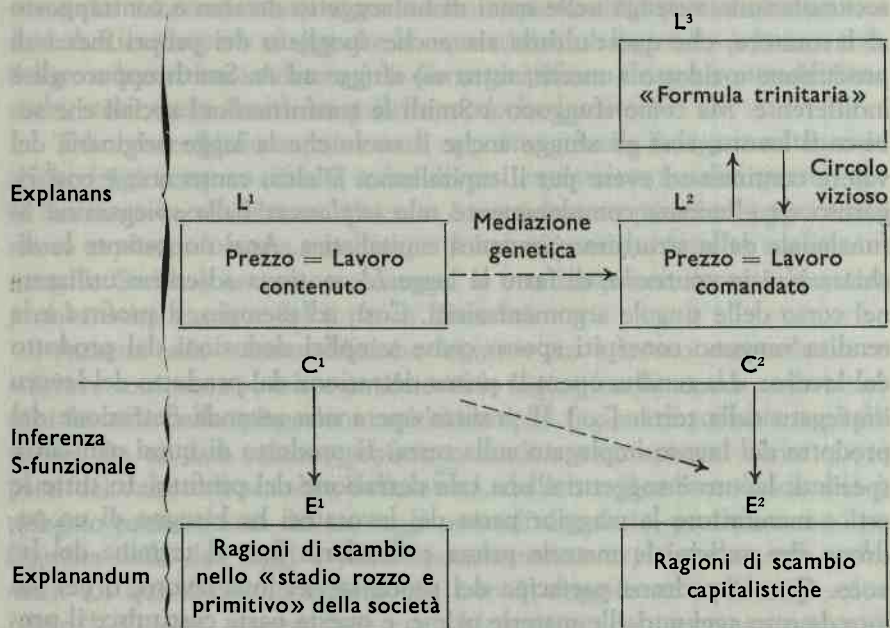 L³
«Formula trinitaria»
Explanans
L¹
Mediazione
genetica
L²
Circolo
vizioso
Prezzo = Lavoro
contenuto
Prezzo = Lavoro
comandato
C¹
C²
Inferenza
S-funzionale
E¹
E²
Explanandum
Ragioni di scambio
nello «stadio rozzo e
primitivo» della società
Ragioni di scambio
capitalistiche